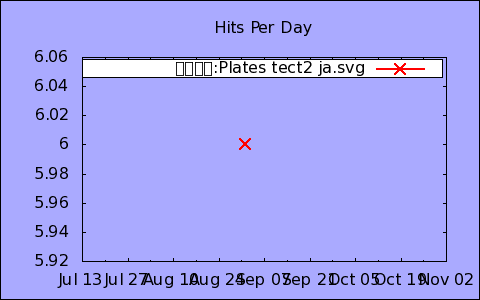 Hits Per Day
6.06
:Plates tect2 ja.svg
6.04
6.02
6
5.98
5.96
5.94
5.92
Jul 13 Jul 27 Aug 10 Aug 24 Sep 07 Sep 21 Oct 05 Oct 19 Nov 02